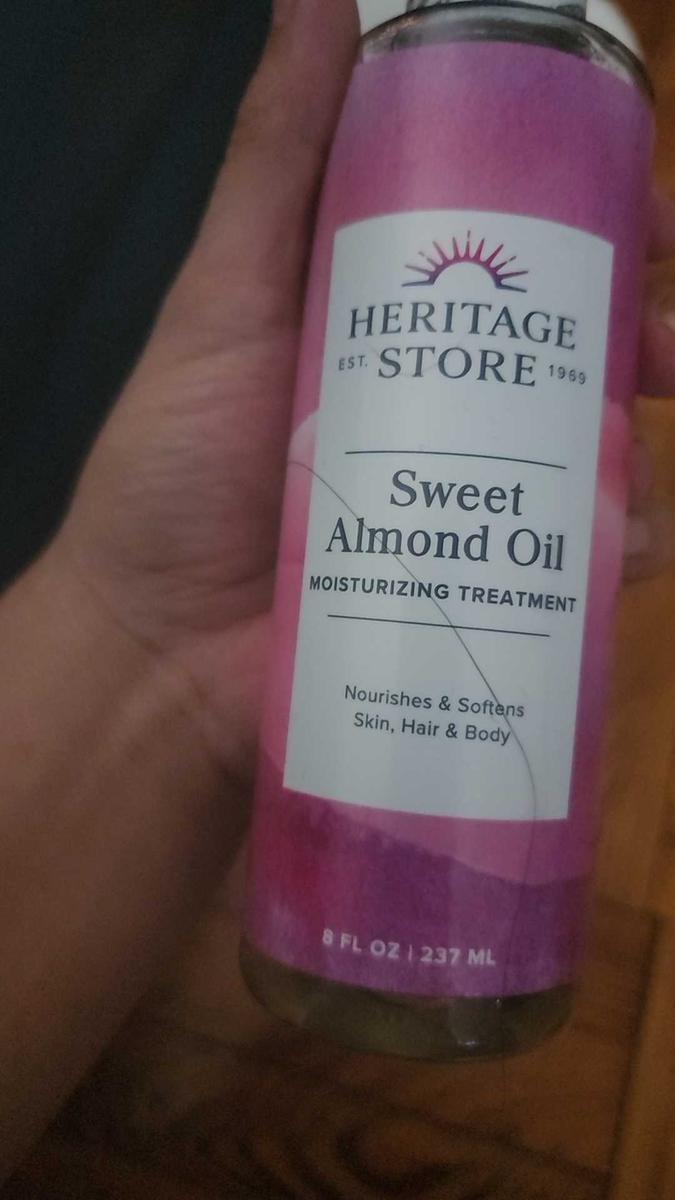 HERITAGE
EST. STORE 1969
Sweet
Almond Oil
MOISTURIZING TREATMENT
Nourishes & Softens
Skin, Hair & Body
8 FL OZ | 237 ML